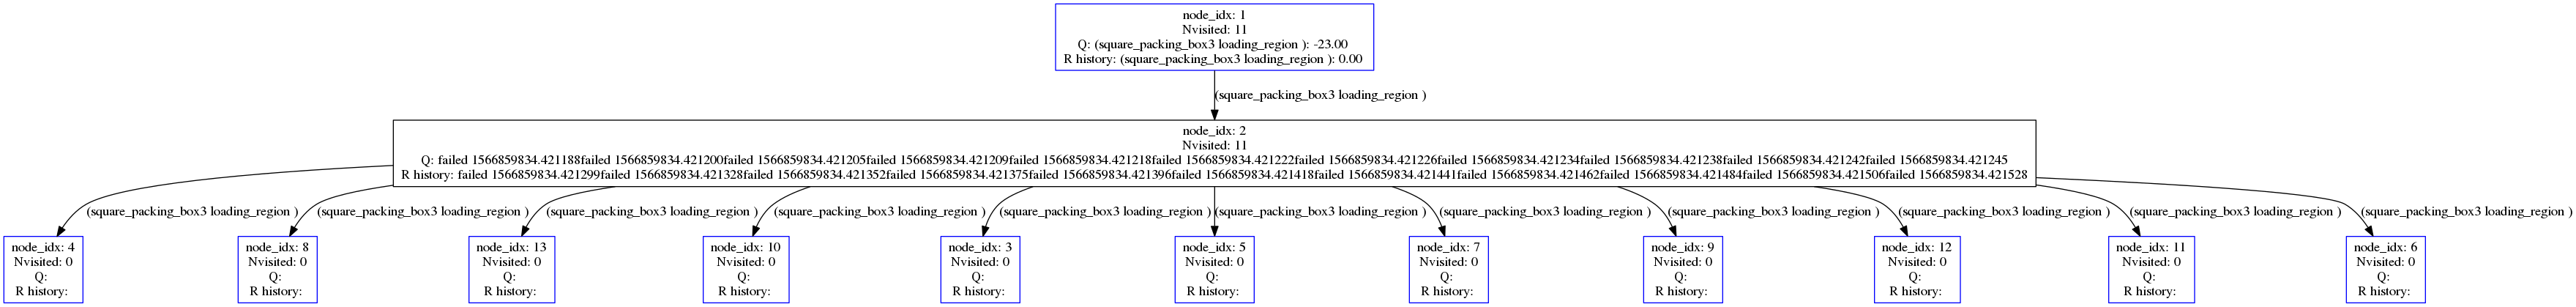 node_idx: 1
Nvisited: 11
Q: (square_packing_box3 loading_region ): -23.00
R history: (square_packing_box3 loading_region ): 0.00
(square_packing_box3 loading_region )
node_idx: 2
Nvisited: 11
Q: failed 1566859834.421188failed 1566859834.421200failed 1566859834.421205failed 1566859834.421209failed 1566859834.421218failed 1566859834.421222failed 1566859834.421226failed 1566859834.421234failed 1566859834.421238failed 1566859834.421242failed 1566859834.421245
R history: failed 1566859834.421299failed 1566859834.421328failed 1566859834.421352failed 1566859834.421375failed 1566859834.421396failed 1566859834.421418failed 1566859834.421441failed 1566859834.421462failed 1566859834.421484failed 1566859834.421506failed 1566859834.421528
(square_packing_box3 loading_region )
(square_packing_box3 loading_region )
(square_packing_box3 loading_region )
(square_packing_box3 loading_region )
(square_packing_box3 loading_region )
(square_packing_box3 loading_region )
(square_packing_box3 loading_region )
(square_packing_box3 loading_region )
(square_packing_box3 loading_region )
(square_packing_box3 loading_region )
(square_packing_box3 loading_region )
node_idx: 4
Nvisited: 0
Q:
R history:
node_idx: 8
Nvisited: 0
Q:
R history:
node_idx: 13
Nvisited: 0
Q:
R history:
node_idx: 10
Nvisited: 0
Q:
R history:
node_idx: 3
Nvisited: 0
Q:
R history:
node_idx: 5
Nvisited: 0
Q:
R history:
node_idx: 7
Nvisited: 0
Q:
R history:
node_idx: 9
Nvisited: 0
Q:
R history:
node_idx: 12
Nvisited: 0
Q:
R history:
node_idx: 11
Nvisited: 0
Q:
R history:
node_idx: 6
Nvisited: 0
Q:
R history: